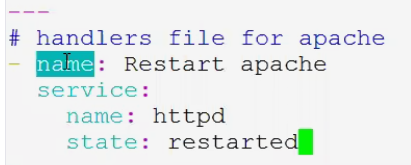 ---
# handlers file for apache
- name: Restart apache
  service:
    name: httpd
    state: restarted